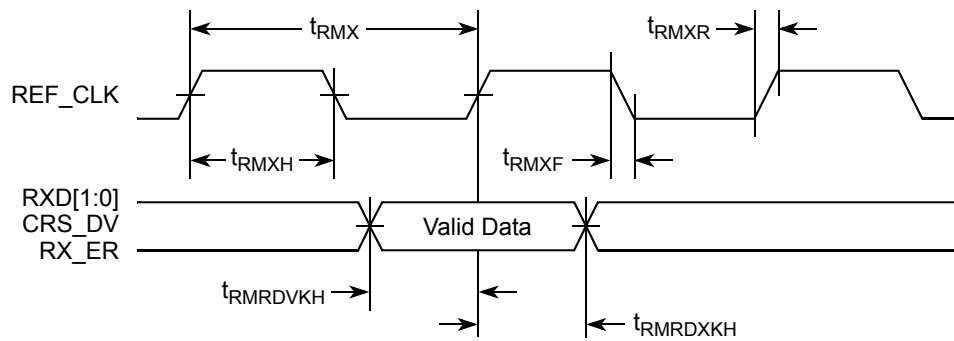 tRMX
tRMXR
REF_CLK
tRMXH
tRMXF
RXD[1:0]
CRS_DV
RX_ER
Valid Data
tRMRDVKH
tRMRDXKH